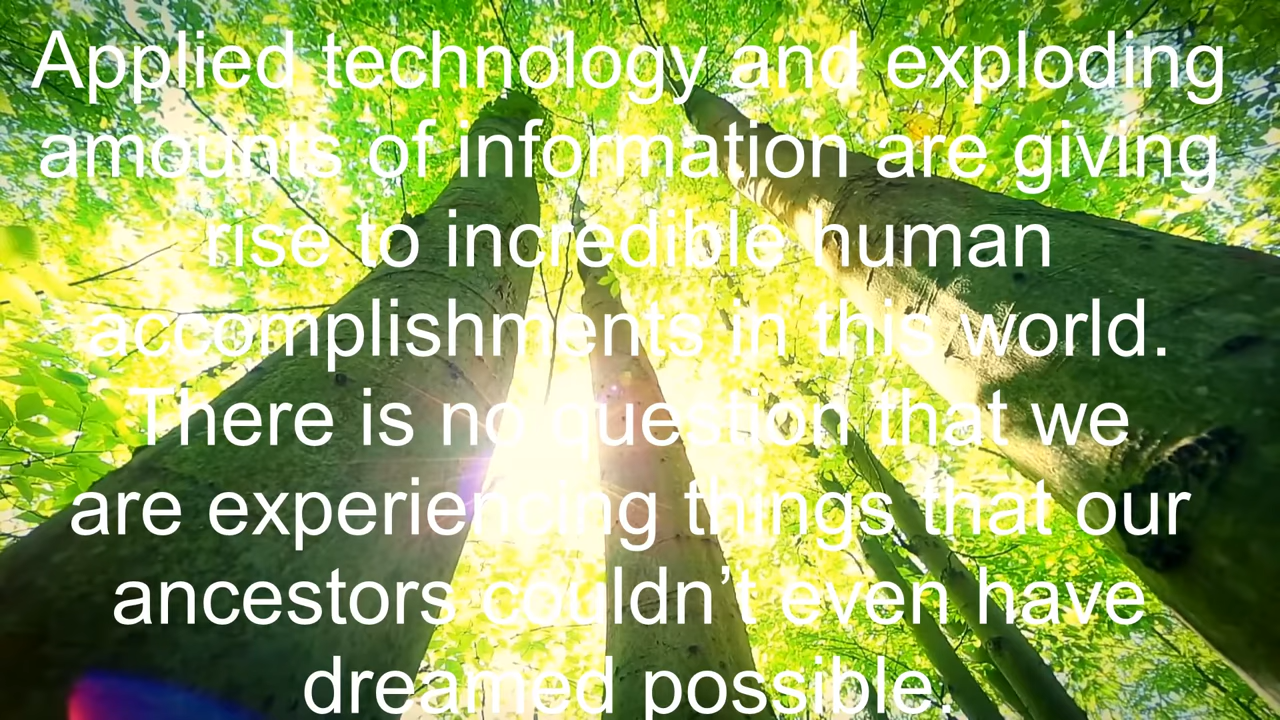 Applied technology and exploding
amounts of information are giving
rise to incredible human
accomplishments in this world.
There is no question that we
are experiencing things that our
ancestors couldn’t even have
dreamed possible.